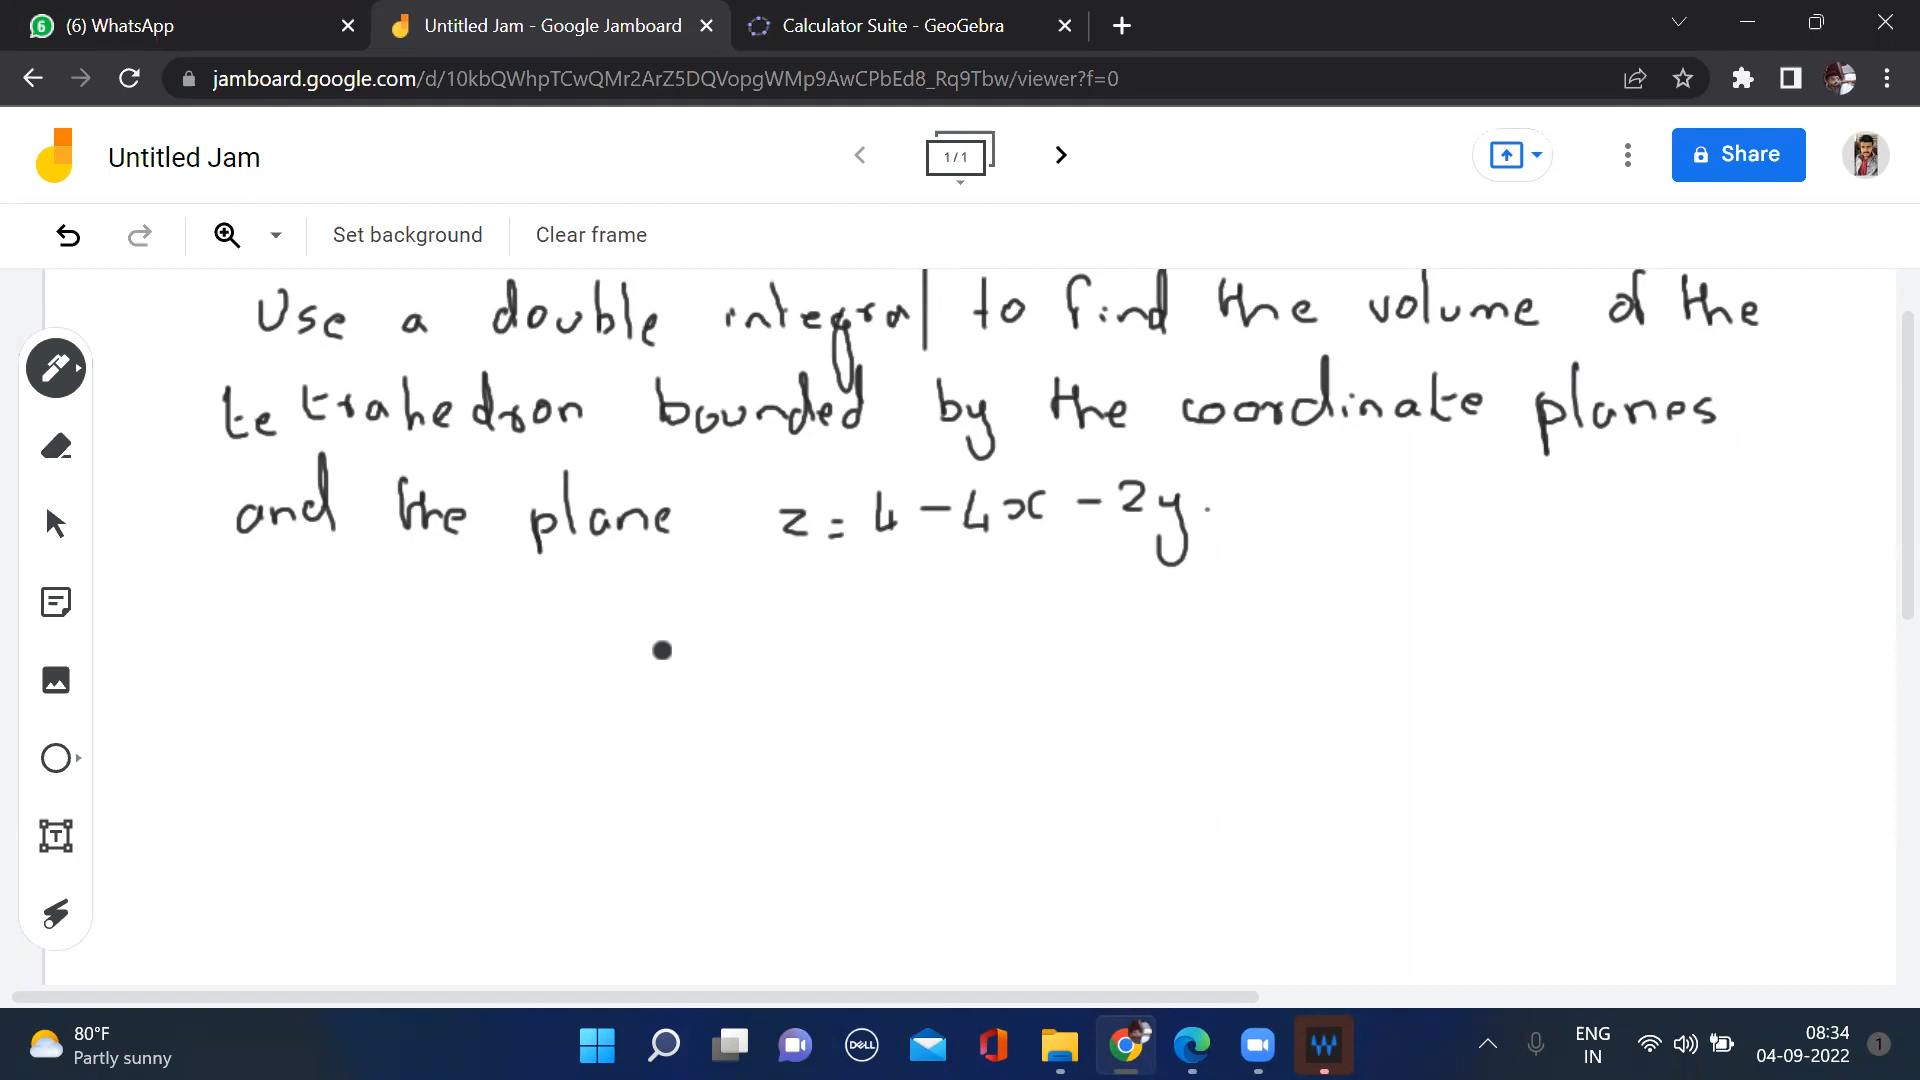 (6) WhatsApp
Untitled Jam - Google Jamboard
Calculator Suite - GeoGebra
jamboard.google.com/d/10kbQWhpTCwQMr2ArZ5DQVopgWMp9AwCPbEd8_Rq9Tbw/viewer?f=0
Untitled Jam
1 / 1
Share
Set background
Clear frame
Use a double integral to find the volume of the
tetrahedron bounded by the coordinate planes
and the plane z = 4 - 4x - 2y.
80°F
Partly sunny
DELL
ENG
IN
08:34
04-09-2022
1